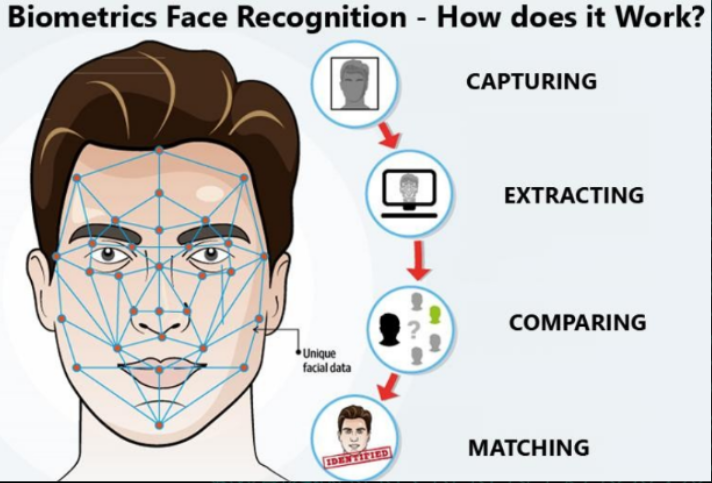 Biometrics Face Recognition - How does it Work?
CAPTURING
EXTRACTING
COMPARING
?
Unique
facial data
IDENTIFIED
MATCHING